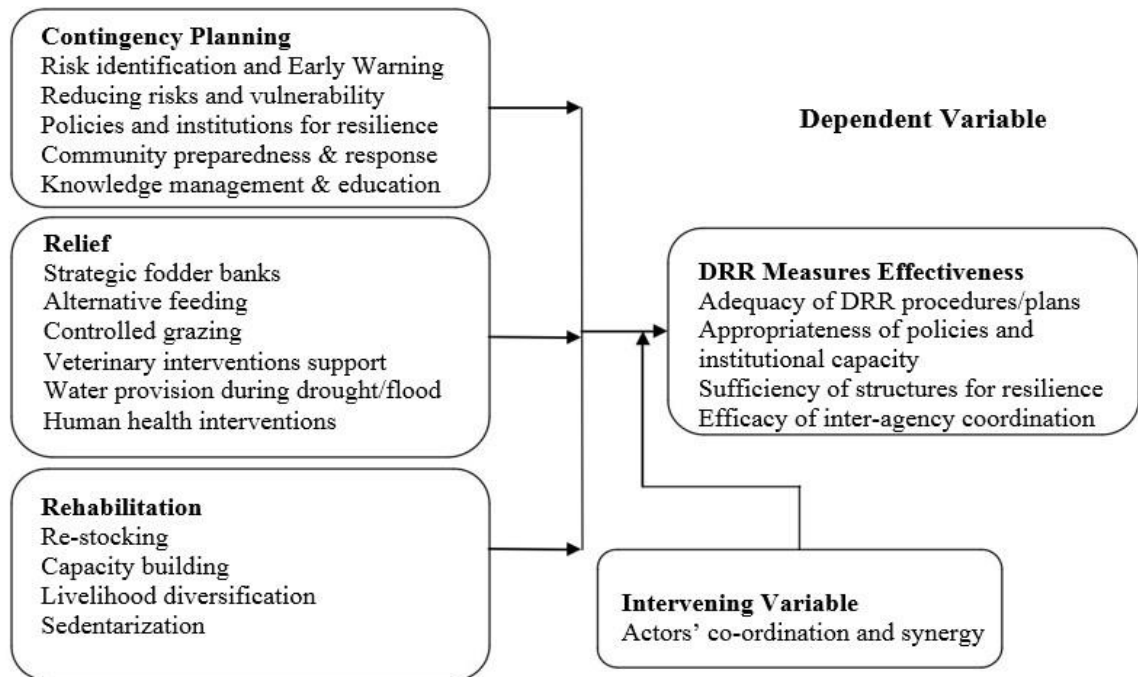 Contingency Planning
Risk identification and Early Warning
Reducing risks and vulnerability
Policies and institutions for resilience
Community preparedness & response
Knowledge management & education
Relief
Strategic fodder banks
Alternative feeding
Controlled grazing
Veterinary interventions support
Water provision during drought/flood
Human health interventions
Rehabilitation
Re-stocking
Capacity building
Livelihood diversification
Sedentarization
Dependent Variable
DRR Measures Effectiveness
Adequacy of DRR procedures/plans
Appropriateness of policies and
institutional capacity
Sufficiency of structures for resilience
Efficacy of inter-agency coordination
Intervening Variable
Actors’ co-ordination and synergy